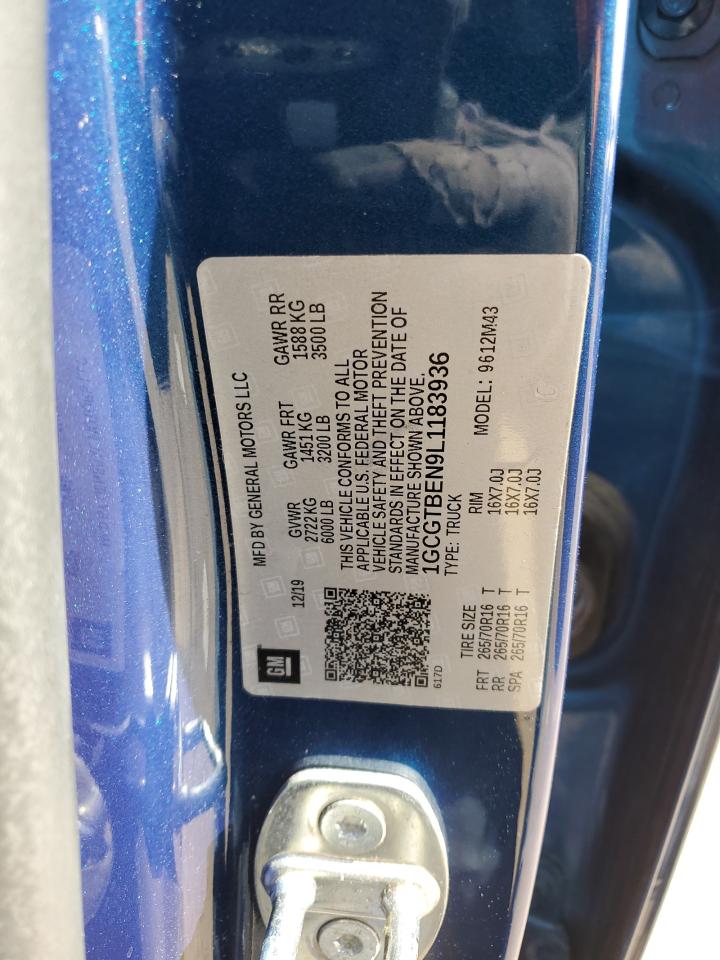 MFD BY GENERAL MOTORS LLC
12/19
GVWR GAWR FRT GAWR RR
2722 KG 1451 KG 1588 KG
6000 LB 3200 LB 3500 LB
THIS VEHICLE CONFORMS TO ALL
APPLICABLE U.S. FEDERAL MOTOR
VEHICLE SAFETY AND THEFT PREVENTION
STANDARDS IN EFFECT ON THE DATE OF
MANUFACTURE SHOWN ABOVE.
1GCGTBEN9L1183936
TYPE: TRUCK MODEL: 9612M43
GM
617D
TIRE SIZE RIM
FRT 265/70R16 T 16X7.0J
RR 265/70R16 T 16X7.0J
SPA 265/70R16 T 16X7.0J